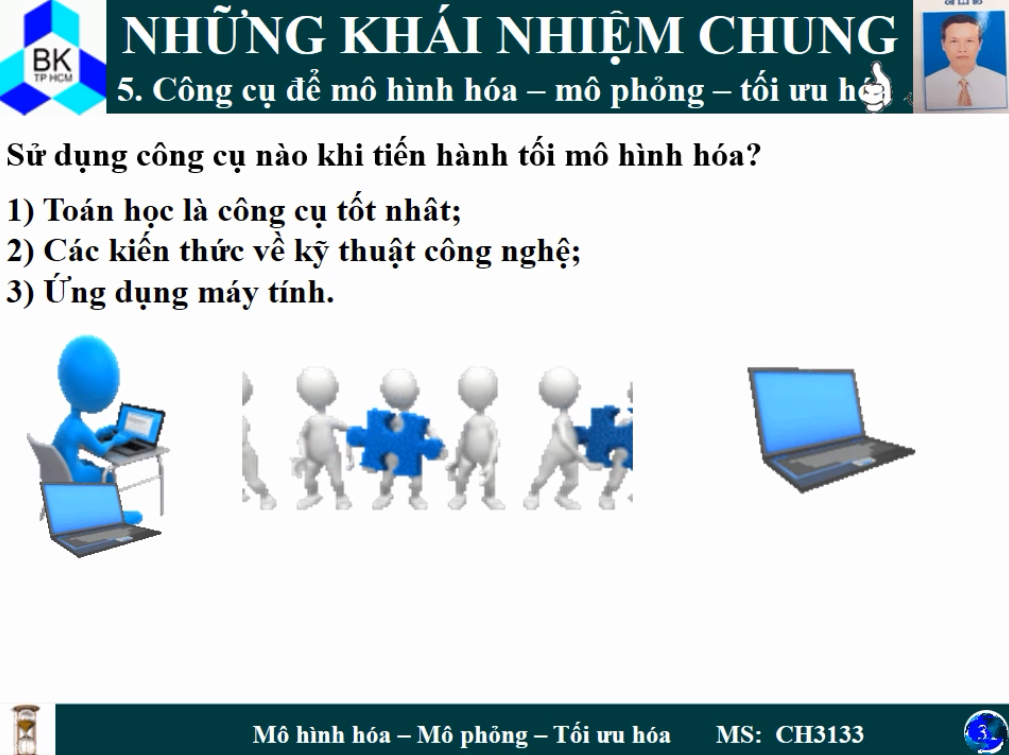 BK
TP HCM
NHỮNG KHÁI NHIỆM CHUNG
5. Công cụ để mô hình hóa – mô phỏng – tối ưu hóa
Sử dụng công cụ nào khi tiến hành tối mô hình hóa?
1) Toán học là công cụ tốt nhât;
2) Các kiến thức về kỹ thuật công nghệ;
3) Ứng dụng máy tính.
Mô hình hóa – Mô phỏng – Tối ưu hóa MS: CH3133
3